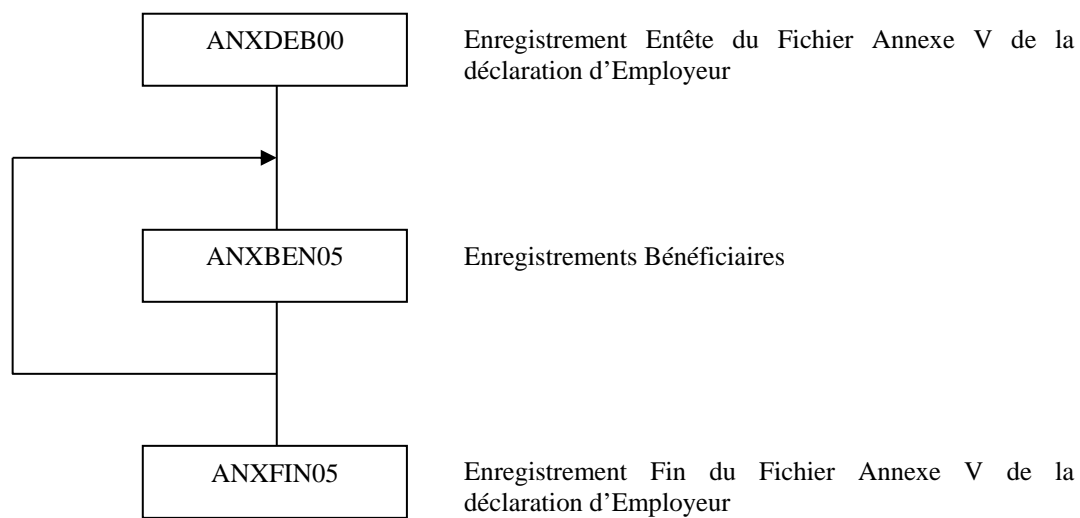 ANXDEB00
Enregistrement Entête du Fichier Annexe V de la
déclaration d'Employeur
ANXBEN05
Enregistrements Bénéficiaires
ANXFIN05
Enregistrement Fin du Fichier Annexe V de la
déclaration d'Employeur